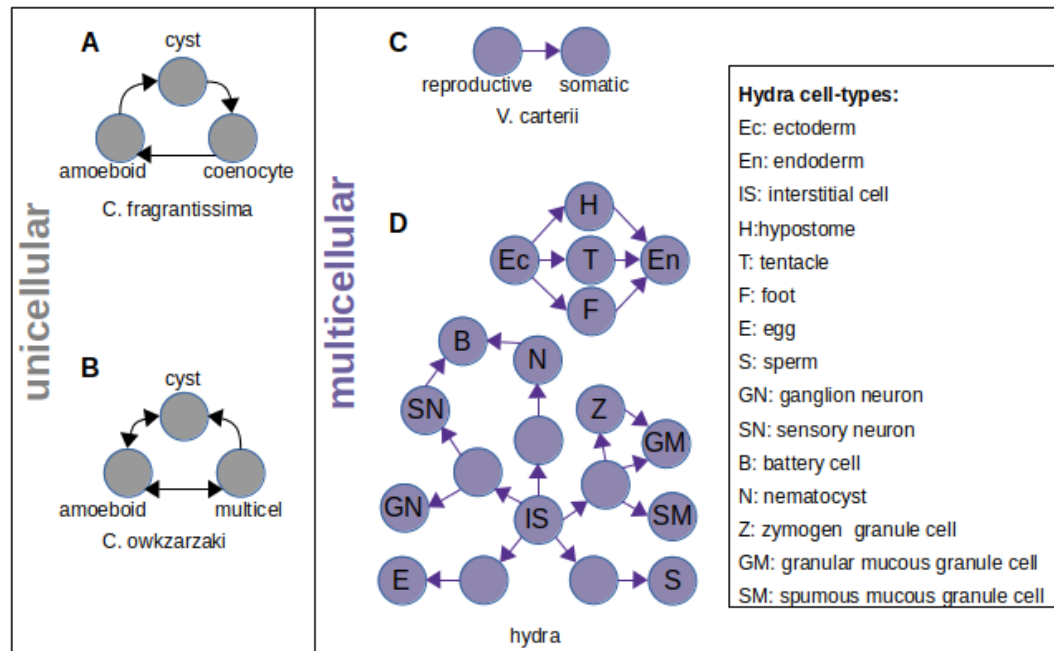 unicellular
A
cyst
amoeboid
coenocyte
C. fragrantissima
B
cyst
amoeboid
multicel
C. owkzarzaki
multicellular
C
reproductive
somatic
V. carterii
D
H
Ec
T
En
F
B
N
SN
Z
GM
GN
IS
SM
E
S
hydra
Hydra cell-types:
Ec: ectoderm
En: endoderm
IS: interstitial cell
H:hypostome
T: tentacle
F: foot
E: egg
S: sperm
GN: ganglion neuron
SN: sensory neuron
B: battery cell
N: nematocyst
Z: zymogen granule cell
GM: granular mucous granule cell
SM: spumous mucous granule cell